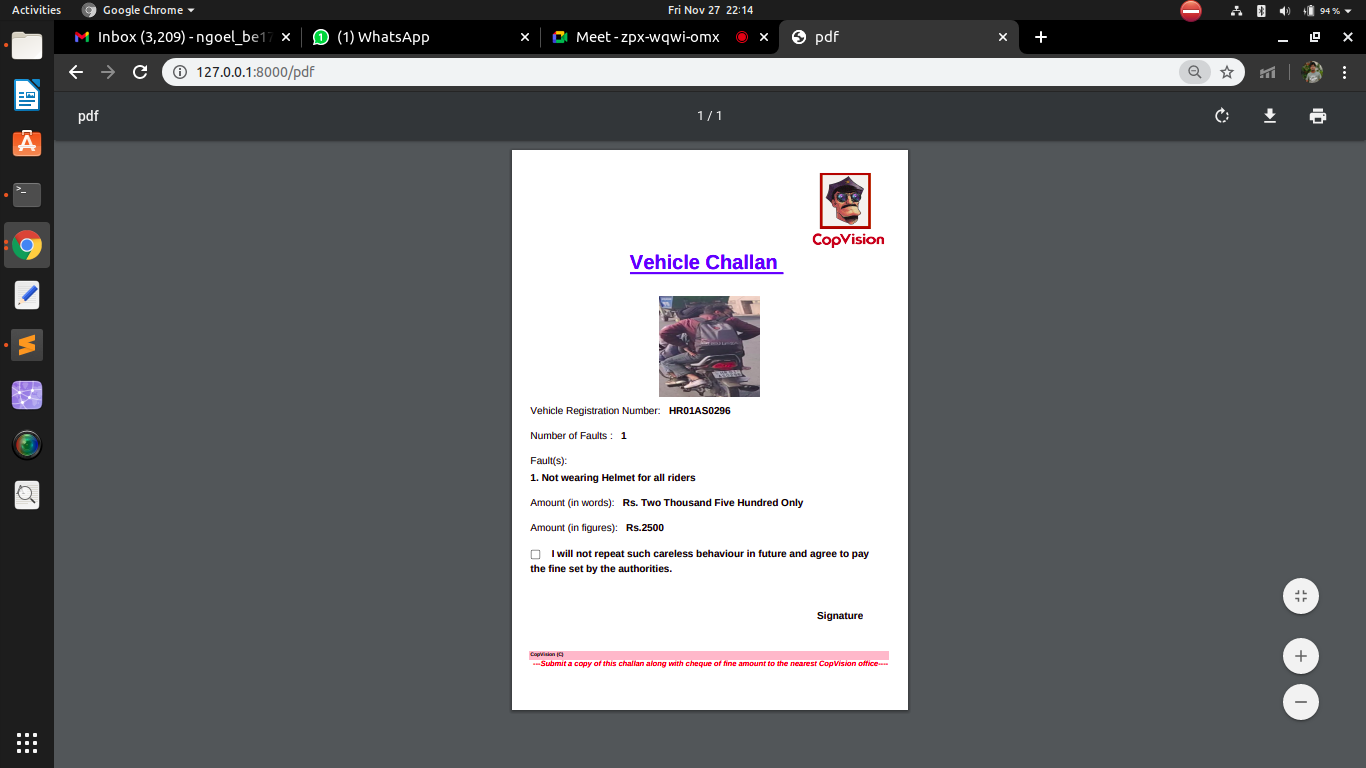 Activities
Google Chrome
Fri Nov 27 22:14
94 %
Inbox (3,209) - ngoel_be17
(1) WhatsApp
Meet - zpx-wqwi-omx
pdf
127.0.0.1:8000/pdf
pdf
1 / 1
CopVision
Vehicle Challan
Vehicle Registration Number: HR01AS0296
Number of Faults : 1
Fault(s):
1. Not wearing Helmet for all riders
Amount (in words): Rs. Two Thousand Five Hundred Only
Amount (in figures): Rs.2500
I will not repeat such careless behaviour in future and agree to pay
the fine set by the authorities.
Signature
CopVision (C)
---Submit a copy of this challan along with cheque of fine amount to the nearest CopVision office----